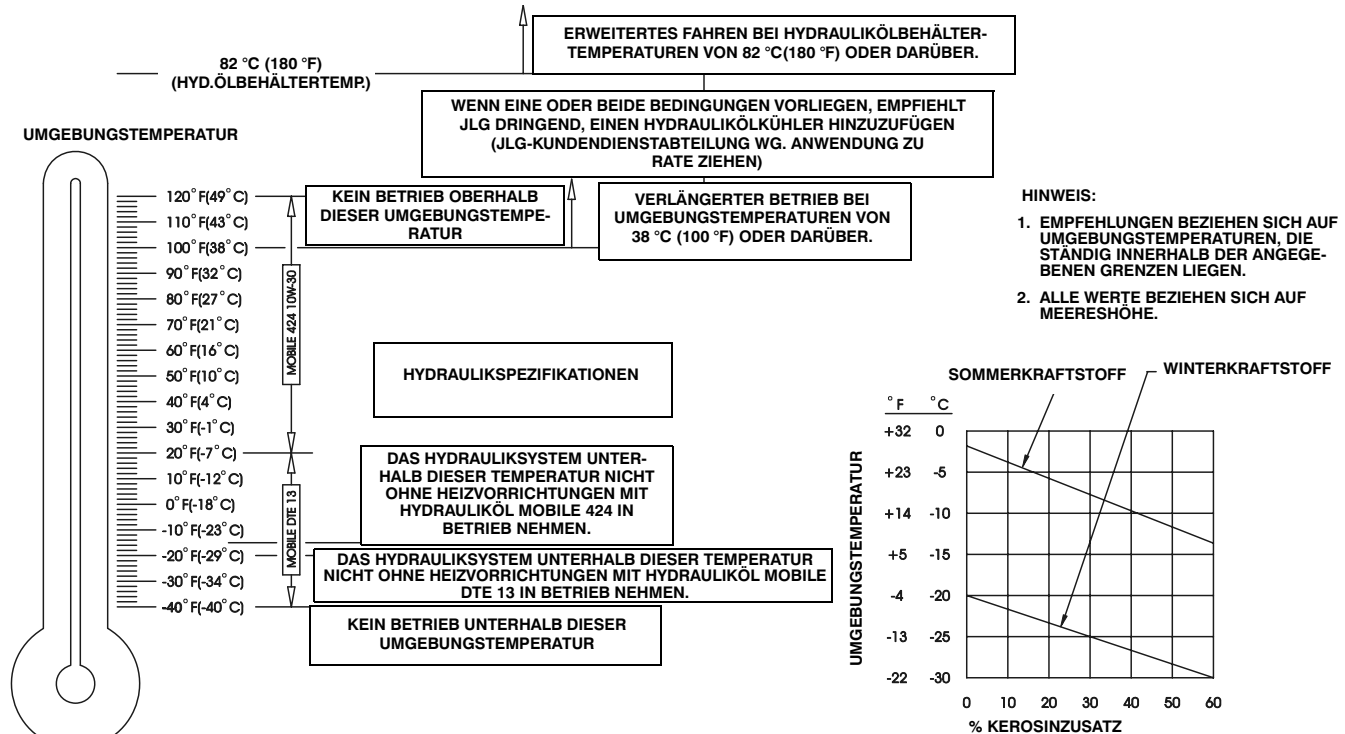 ERWEITERTES FAHREN BEI HYDRAULIKÖLBEHÄLTER-
TEMPERATUREN VON 82 °C(180 °F) ODER DARÜBER.
82 °C (180 °F)
(HYD.ÖLBEHÄLTERTEMP.)
WENN EINE ODER BEIDE BEDINGUNGEN VORLIEGEN, EMPFIEHLT
JLG DRINGEND, EINEN HYDRAULIKÖLKÜHLER HINZUZUFÜGEN
(JLG-KUNDENDIENSTABTEILUNG WG. ANWENDUNG ZU
RATE ZIEHEN)
UMGEBUNGSTEMPERATUR
120°F(49°C)
110°F(43°C)
100°F(38°C)
90°F(32°C)
80°F(27°C)
70°F(21°C)
60°F(16°C)
50°F(10°C)
40°F(4°C)
30°F(-1°C)
20°F(-7°C)
10°F(-12°C)
0°F(-18°C)
-10°F(-23°C)
-20°F(-29°C)
-30°F(-34°C)
-40°F(-40°C)
MOBILE 424 10W-30
MOBILE DTE 13
KEIN BETRIEB OBERHALB
DIESER UMGEBUNGSTEMPE-
RATUR
VERLÄNGERTER BETRIEB BEI
UMGEBUNGSTEMPERATUREN VON
38 °C (100 °F) ODER DARÜBER.
HYDRAULIKSPEZIFIKATIONEN
DAS HYDRAULIKSYSTEM UNTER-
HALB DIESER TEMPERATUR NICHT
OHNE HEIZVORRICHTUNGEN MIT
HYDRAULIKÖL MOBILE 424 IN
BETRIEB NEHMEN.
DAS HYDRAULIKSYSTEM UNTERHALB DIESER TEMPERATUR
NICHT OHNE HEIZVORRICHTUNGEN MIT HYDRAULIKÖL MOBILE
DTE 13 IN BETRIEB NEHMEN.
KEIN BETRIEB UNTERHALB DIESER
UMGEBUNGSTEMPERATUR
HINWEIS:
1. EMPFEHLUNGEN BEZIEHEN SICH AUF
UMGEBUNGSTEMPERATUREN, DIE
STÄNDIG INNERHALB DER ANGEGE-
BENEN GRENZEN LIEGEN.
2. ALLE WERTE BEZIEHEN SICH AUF
MEERESHÖHE.
SOMMERKRAFTSTOFF
WINTERKRAFTSTOFF
°F °C
+32 0
+23 -5
+14 -10
+5 -15
-4 -20
-13 -25
-22 -30
UMGEBUNGSTEMPERATUR
0 10 20 30 40 50 60
% KEROSINZUSATZ